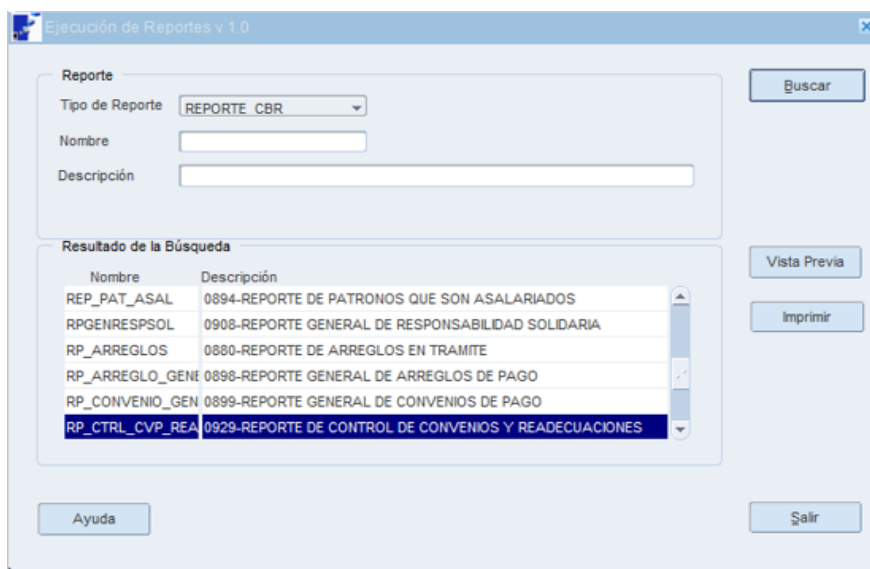 Ejecución de Reportes v 1.0
Reporte
Tipo de Reporte REPORTE_CBR
Nombre
Descripción
Buscar
Resultado de la Búsqueda
Nombre Descripción
REP_PAT_ASAL 0894-REPORTE DE PATRONOS QUE SON ASALARIADOS
RPGENRESPSOL 0908-REPORTE GENERAL DE RESPONSABILIDAD SOLIDARIA
RP_ARREGLOS 0880-REPORTE DE ARREGLOS EN TRAMITE
RP_ARREGLO_GENE 0898-REPORTE GENERAL DE ARREGLOS DE PAGO
RP_CONVENIO_GEN 0899-REPORTE GENERAL DE CONVENIOS DE PAGO
RP_CTRL_CVP_REA 0929-REPORTE DE CONTROL DE CONVENIOS Y READECUACIONES
Vista Previa
Imprimir
Ayuda
Salir